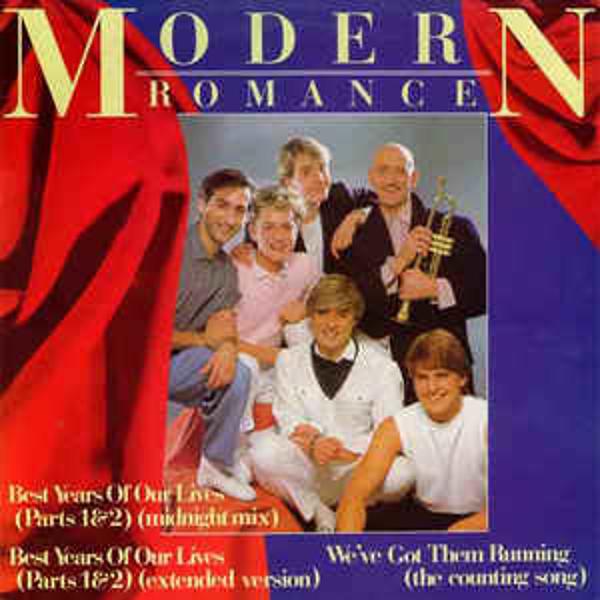 MODERN
ROMANCE
Best Years Of Our Lives
(Parts 1&2) (midnight mix)
Best Years Of Our Lives
(Parts 1&2) (extended version)
We've Got Them Running
(the counting song)